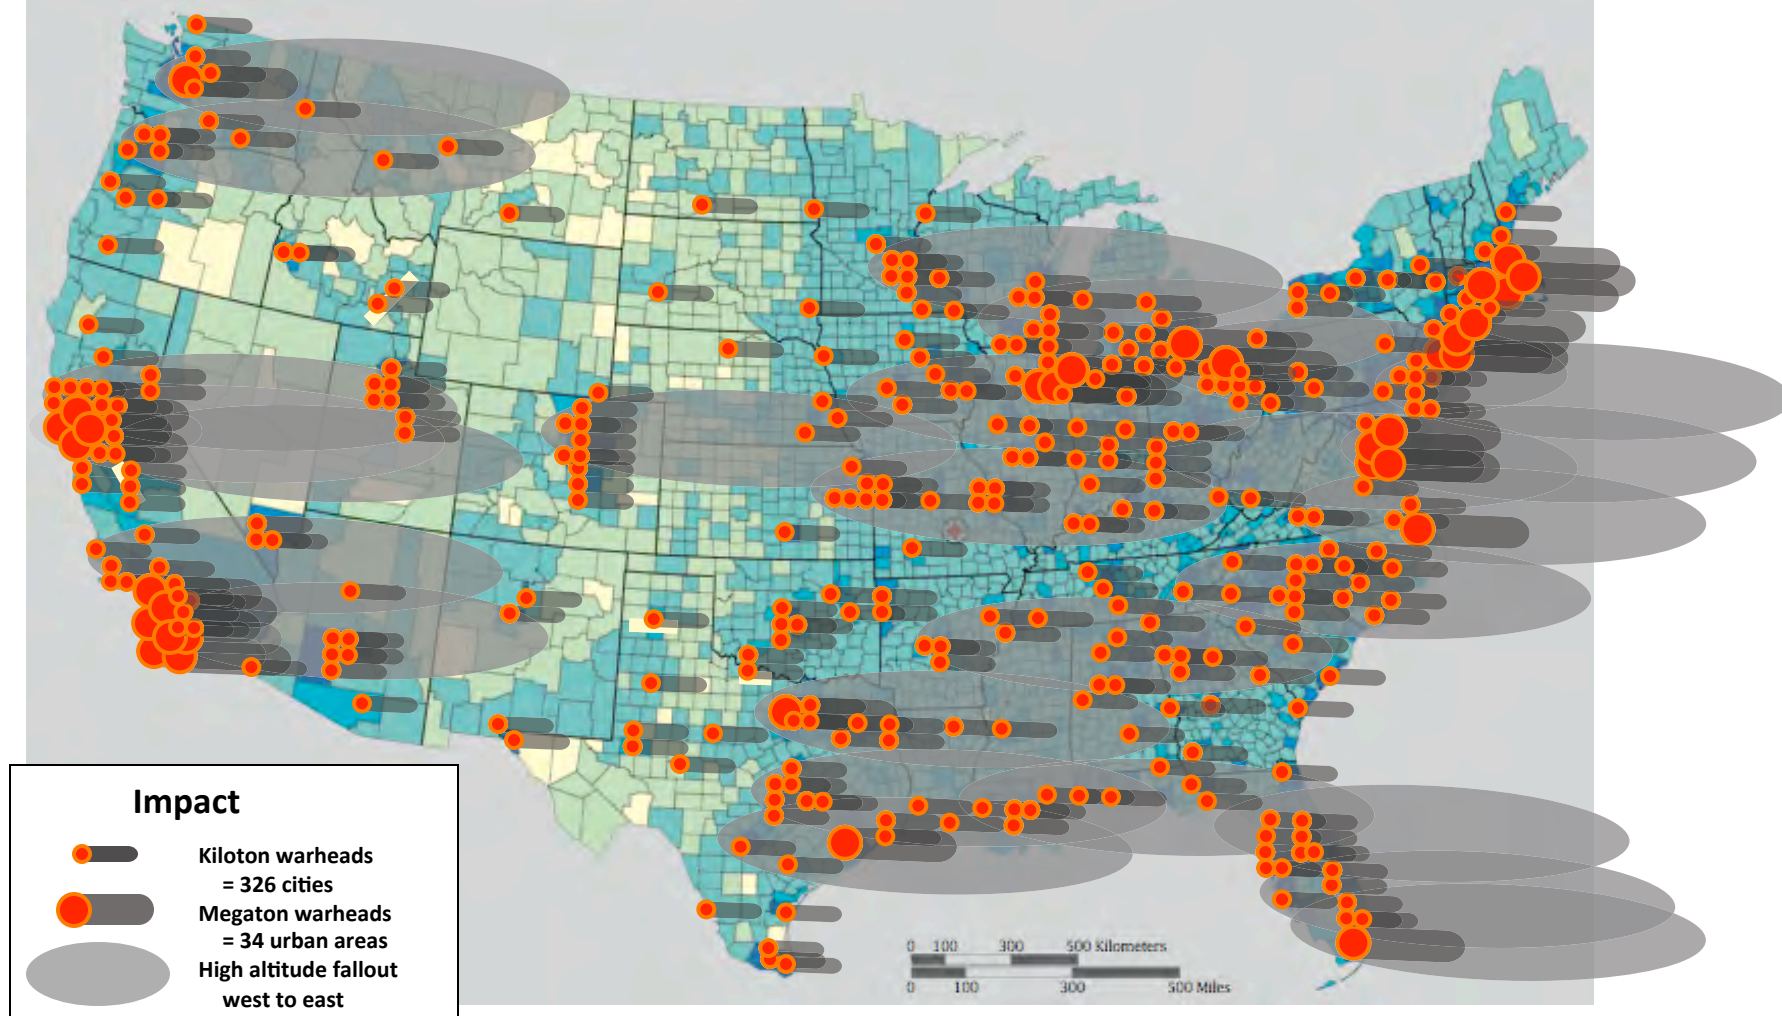 0 100 300 500 Kilometers
0 100 300 500 Miles
Impact
Kiloton warheads
= 326 cities
Megaton warheads
= 34 urban areas
High altitude fallout
west to east